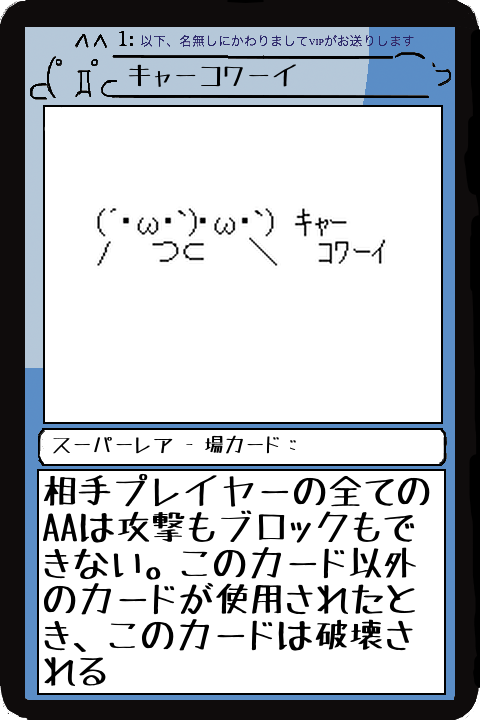 1: 以下、名無しにかわりましてVIPがお送りします
キャーコワーイ
(´・ω・`)・ω・`) キャー
/ つ⊂ \ コワーイ
スーパーレア - 場カード :
相手プレイヤーの全ての
AAは攻撃もブロックもで
きない。このカード以外
のカードが使用されたと
き、このカードは破壊さ
れる